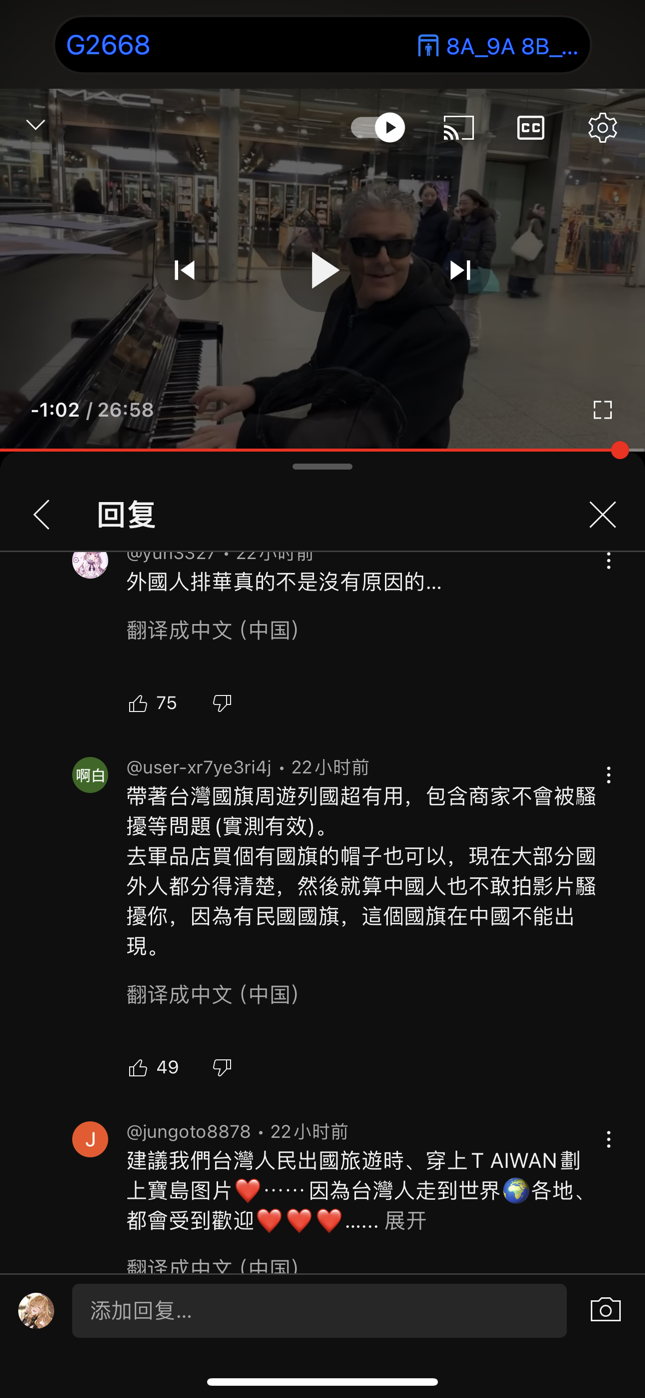 G2668
8A_9A 8B_...
CC
-1:02 / 26:58
回复
@yun3327 • 22小时前
外國人排華真的不是沒有原因的...
翻译成中文 (中国)
75
啊白
@user-xr7ye3ri4j • 22小时前
帶著台灣國旗周遊列國超有用，包含商家不會被騷
擾等問題(實測有效)。
去軍品店買個有國旗的帽子也可以，現在大部分國
外人都分得清楚，然後就算中國人也不敢拍影片騷
擾你，因為有民國國旗，這個國旗在中國不能出
現。
翻译成中文 (中国)
49
J
@jungoto8878 • 22小时前
建議我們台灣人民出國旅遊時、穿上T AIWAN劃
上寶島图片❤️⋯⋯因為台灣人走到世界🌍各地、
都會受到歡迎❤️❤️❤️...... 展开
翻译成中文 (中国)
添加回复...